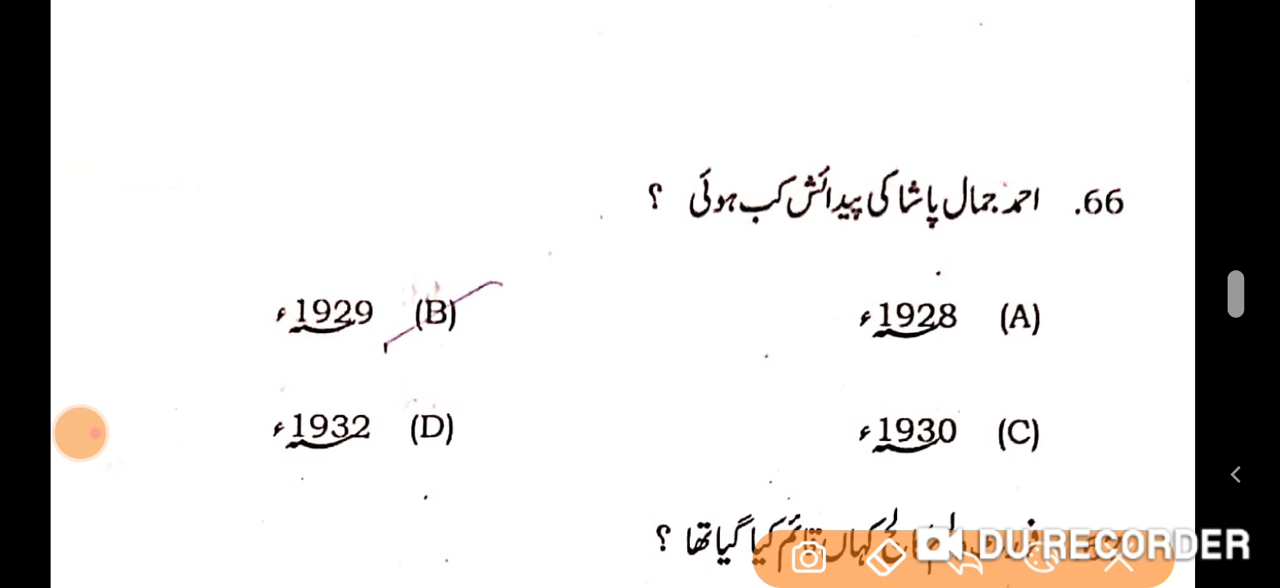 66. احمد جمال پاشا کی پیدائش کب ہوئی ؟
(A) 1928ء (B) 1929ء
(C) 1930ء (D) 1932ء
کہاں قائم کیا گیا تھا ؟
DU RECORDER